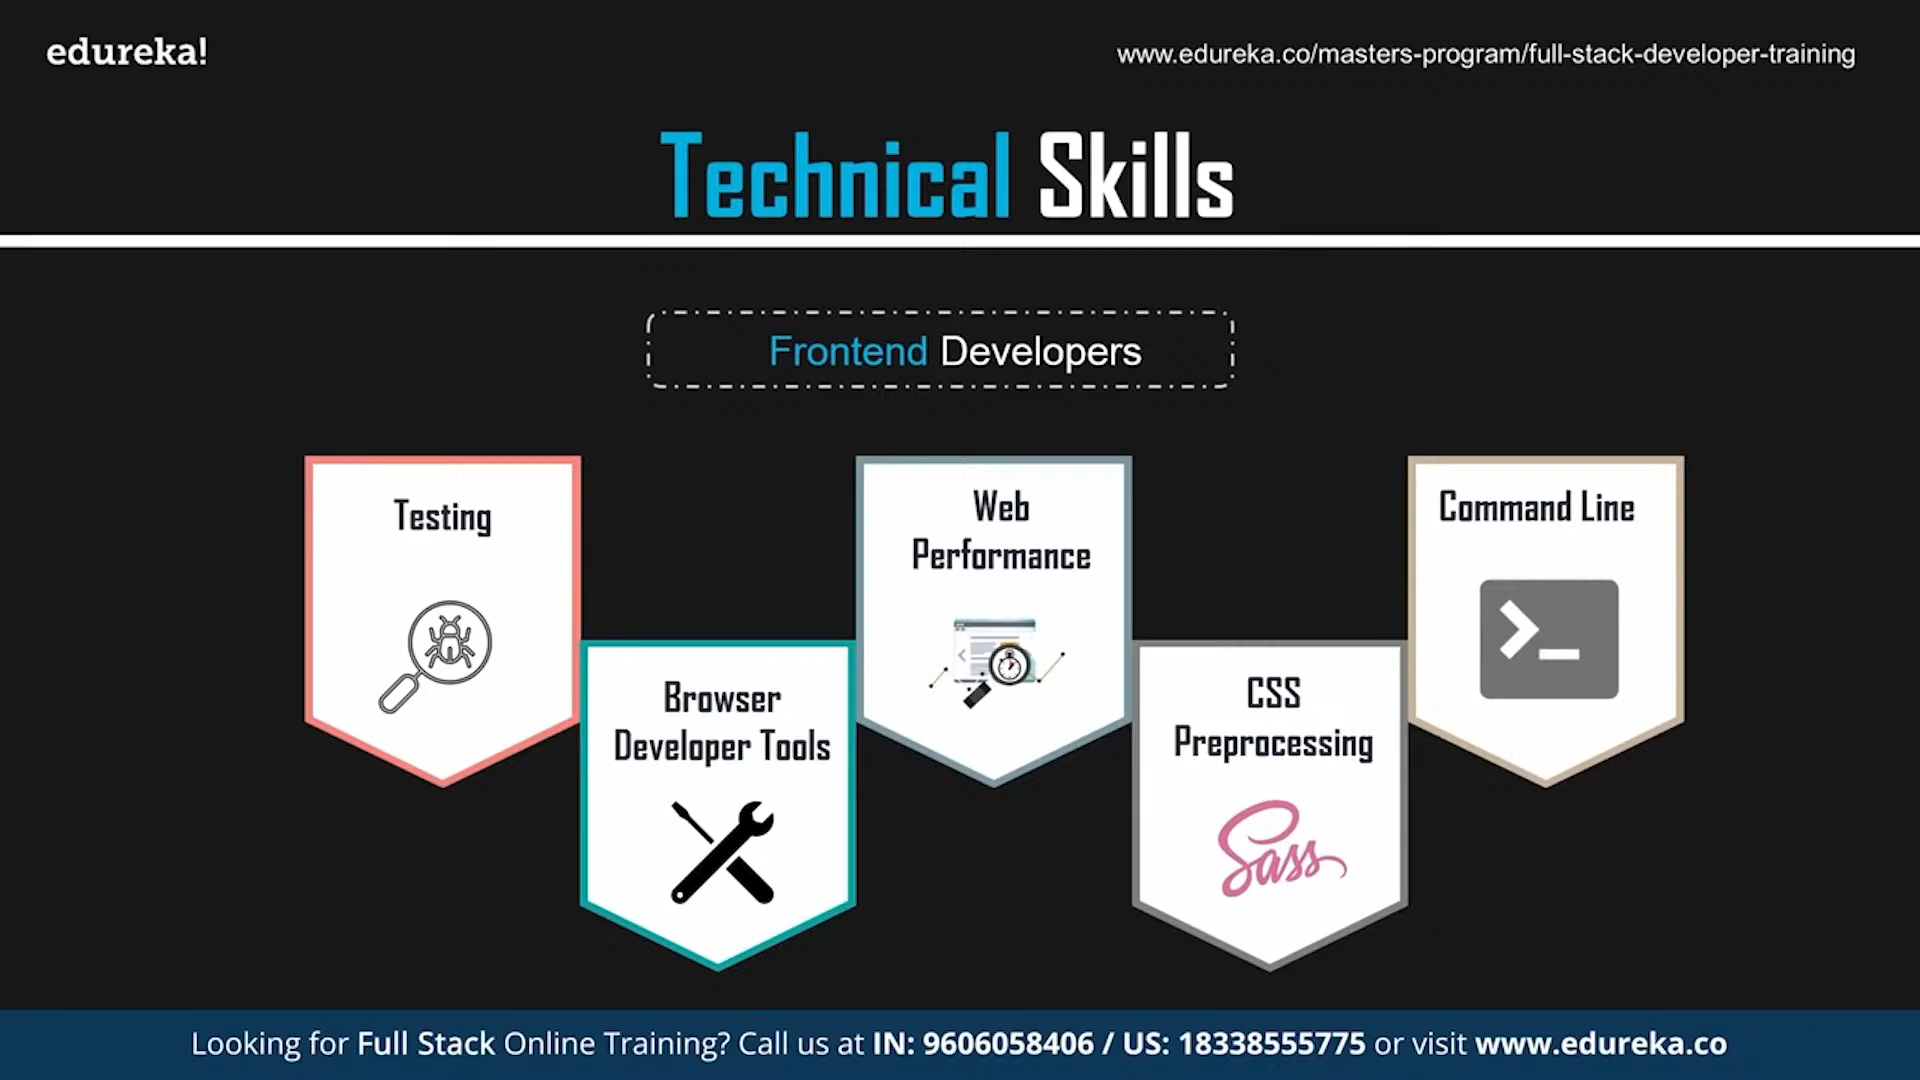 edureka!
www.edureka.co/masters-program/full-stack-developer-training
Technical Skills
Frontend Developers
Testing
Browser
Developer Tools
Web
Performance
CSS
Preprocessing
Sass
Command Line
Looking for Full Stack Online Training? Call us at IN: 9606058406 / US: 18338555775 or visit www.edureka.co